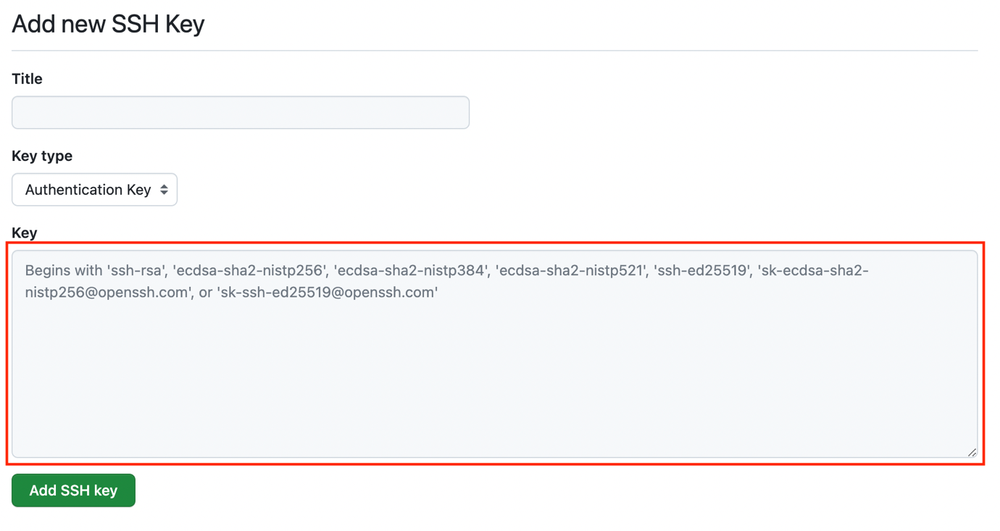 Add new SSH Key
Title
Key type
Authentication Key
Key
Begins with 'ssh-rsa', 'ecdsa-sha2-nistp256', 'ecdsa-sha2-nistp384', 'ecdsa-sha2-nistp521', 'ssh-ed25519', 'sk-ecdsa-sha2-
nistp256@openssh.com', or 'sk-ssh-ed25519@openssh.com'
Add SSH key